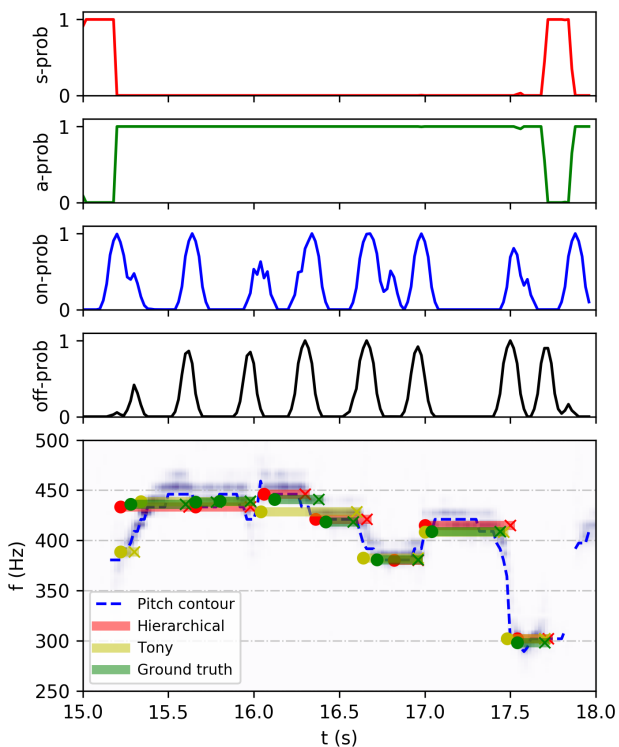 s-prob
1
0
a-prob
1
0
on-prob
1
0
off-prob
1
0
f (Hz)
500
450
400
350
300
250
Pitch contour
Hierarchical
Tony
Ground truth
15.0 15.5 16.0 16.5 17.0 17.5 18.0
t (s)